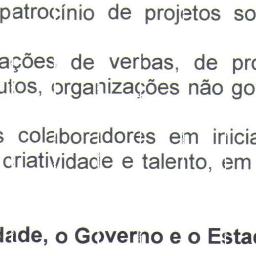 patrocínio de projetos so
ações de verbas, de pro
utos, organizações não go
s colaboradores em inicia
criatividade e talento, em
dade, o Governo e o Esta